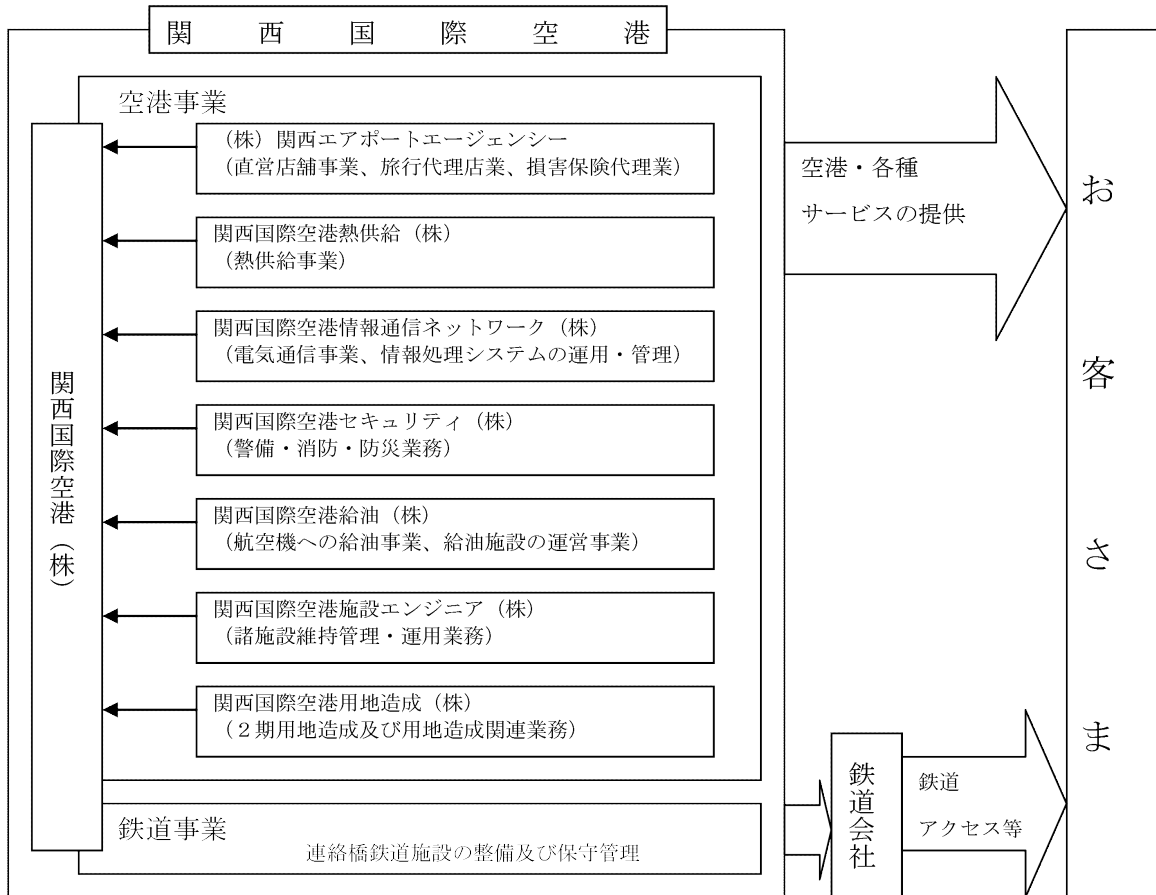 関西国際空港
空港事業
関西国際空港（株）
（株）関西エアポートエージェンシー
（直営店舗事業、旅行代理店業、損害保険代理業）
関西国際空港熱供給（株）
（熱供給事業）
関西国際空港情報通信ネットワーク（株）
（電気通信事業、情報処理システムの運用・管理）
関西国際空港セキュリティ（株）
（警備・消防・防災業務）
関西国際空港給油（株）
（航空機への給油事業、給油施設の運営事業）
関西国際空港施設エンジニア（株）
（諸施設維持管理・運用業務）
関西国際空港用地造成（株）
（２期用地造成及び用地造成関連業務）
鉄道事業
連絡橋鉄道施設の整備及び保守管理
空港・各種
サービスの提供
鉄道会社
鉄道
アクセス等
お客さま